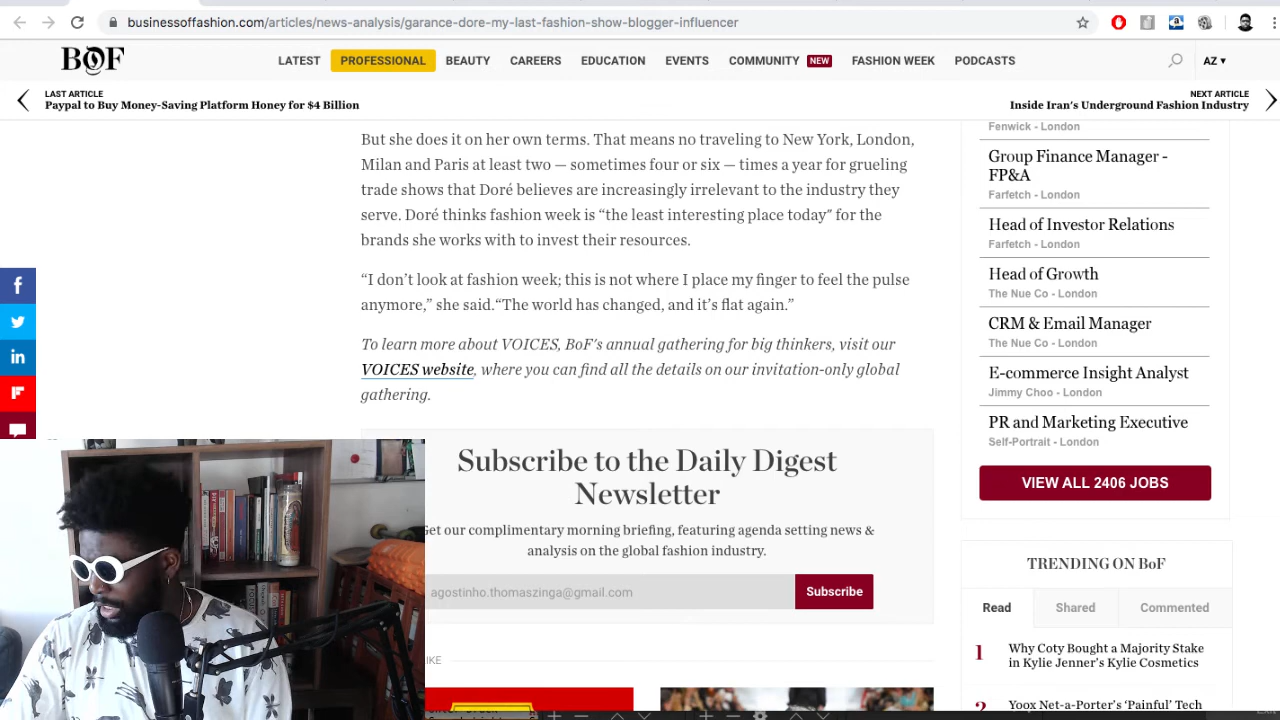 businessoffashion.com/articles/news-analysis/garance-dore-my-last-fashion-show-blogger-influencer
BOF
LATEST PROFESSIONAL BEAUTY CAREERS EDUCATION EVENTS COMMUNITY NEW FASHION WEEK PODCASTS
AZ
LAST ARTICLE
Paypal to Buy Money-Saving Platform Honey for $4 Billion
NEXT ARTICLE
Inside Iran's Underground Fashion Industry
But she does it on her own terms. That means no traveling to New York, London,
Milan and Paris at least two — sometimes four or six — times a year for grueling
trade shows that Doré believes are increasingly irrelevant to the industry they
serve. Doré thinks fashion week is “the least interesting place today” for the
brands she works with to invest their resources.
“I don’t look at fashion week; this is not where I place my finger to feel the pulse
anymore,” she said.“The world has changed, and it’s flat again.”
To learn more about VOICES, BoF's annual gathering for big thinkers, visit our
VOICES website, where you can find all the details on our invitation-only global
gathering.
Subscribe to the Daily Digest
Newsletter
Get our complimentary morning briefing, featuring agenda setting news &
analysis on the global fashion industry.
agostinho.thomaszinga@gmail.com
Subscribe
IKE
Fenwick - London
Group Finance Manager -
FP&A
Farfetch - London
Head of Investor Relations
Farfetch - London
Head of Growth
The Nue Co - London
CRM & Email Manager
The Nue Co - London
E-commerce Insight Analyst
Jimmy Choo - London
PR and Marketing Executive
Self-Portrait - London
VIEW ALL 2406 JOBS
TRENDING ON BoF
Read Shared Commented
1
Why Coty Bought a Majority Stake
in Kylie Jenner’s Kylie Cosmetics
2
Yoox Net-a-Porter’s ‘Painful’ Tech